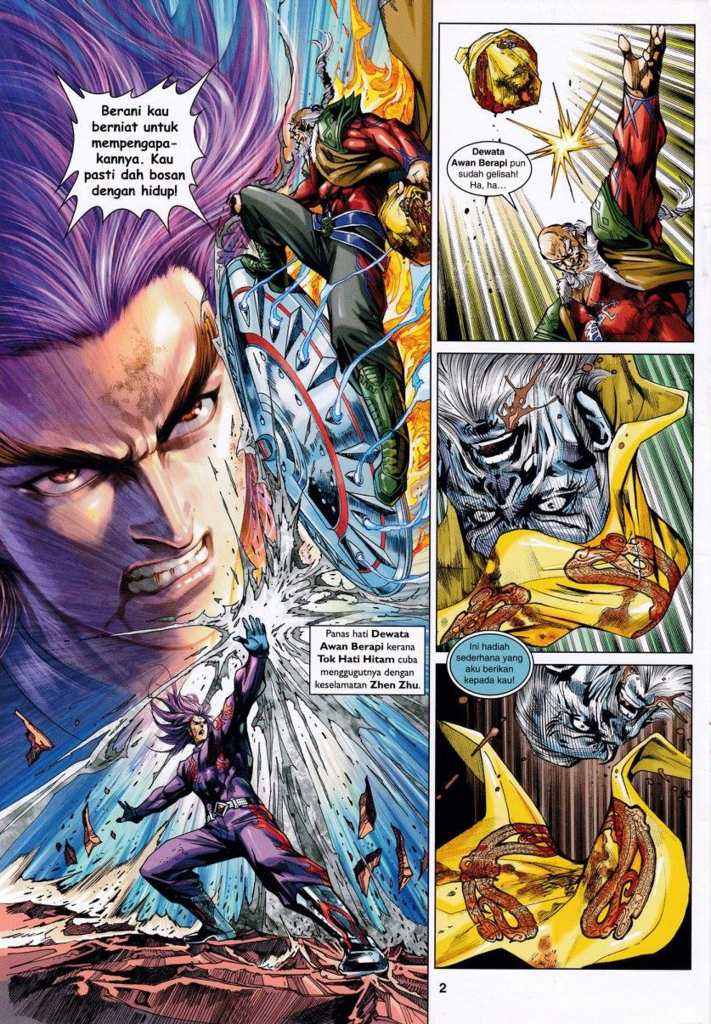 Berani kau
berniat untuk
mempengapa-
kannya. Kau
pasti dah bosan
dengan hidup!
Panas hati Dewata
Awan Berapi kerana
Tok Hati Hitam cuba
menggugutnya dengan
keselamatan Zhen Zhu.
Dewata
Awan Berapi pun
sudah gelisah!
Ha, ha...
Ini hadiah
sederhana yang
aku berikan
kepada kau!
2